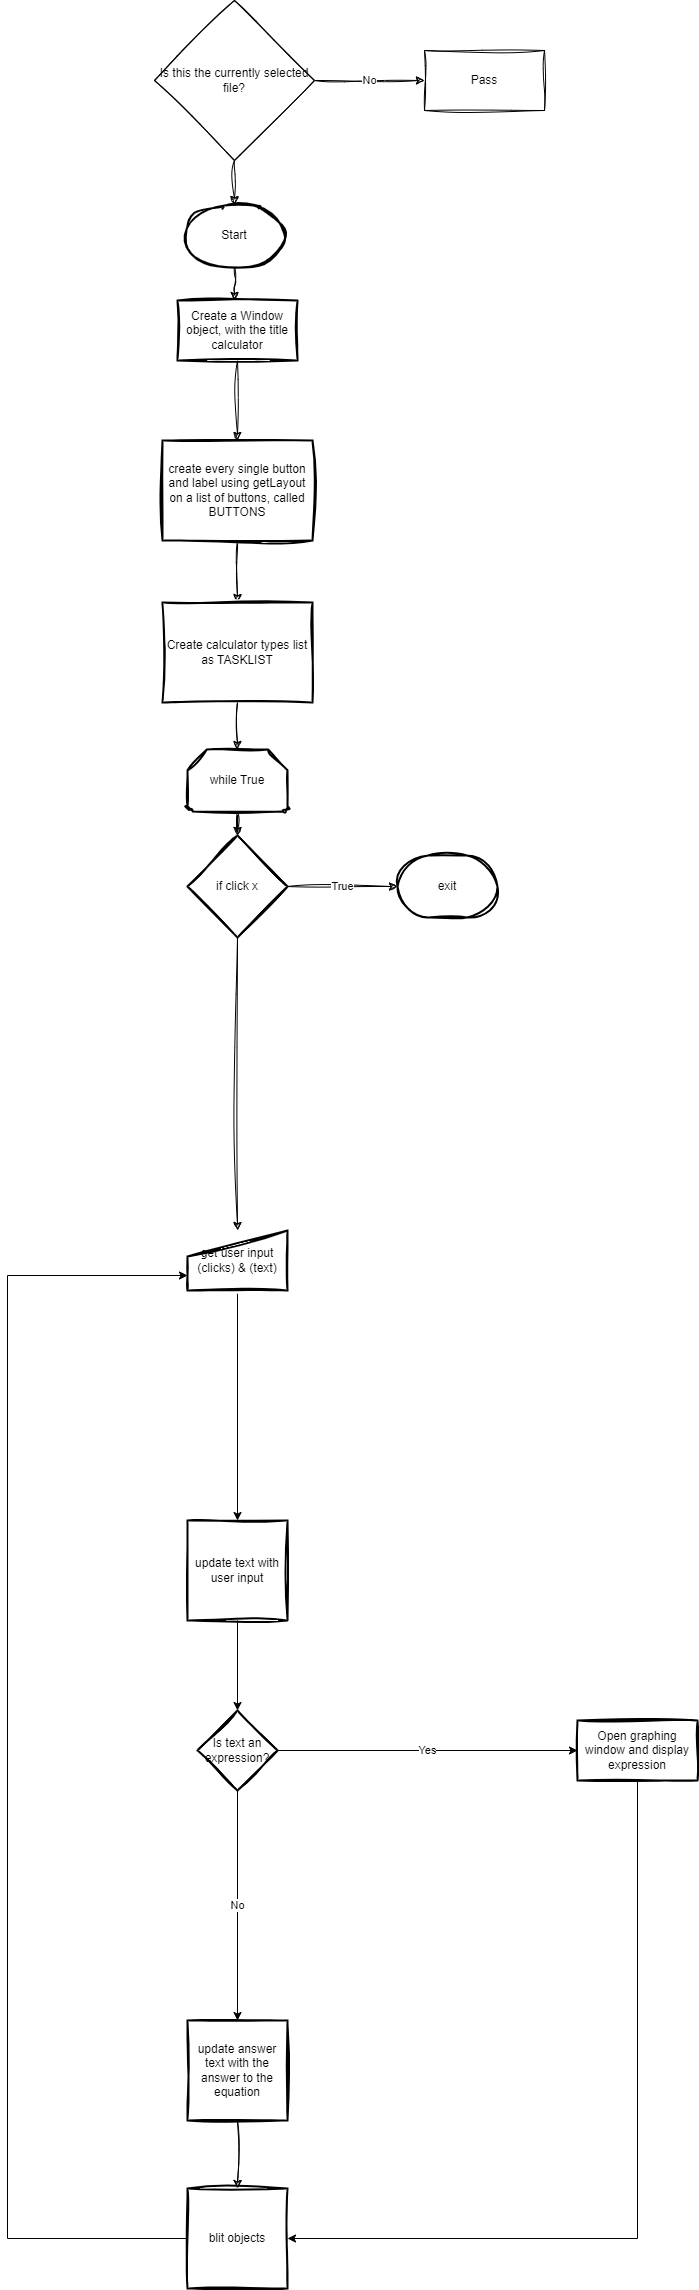 Is this the currently selected
file?
No
Pass
Start
Create a Window
object, with the title
calculator
create every single button
and label using getLayout
on a list of buttons, called
BUTTONS
Create calculator types list
as TASKLIST
while True
if click x
True
exit
get user input
(clicks) & (text)
update text with
user input
Is text an
expression?
Yes
Open graphing
window and display
expression
No
update answer
text with the
answer to the
equation
blit objects